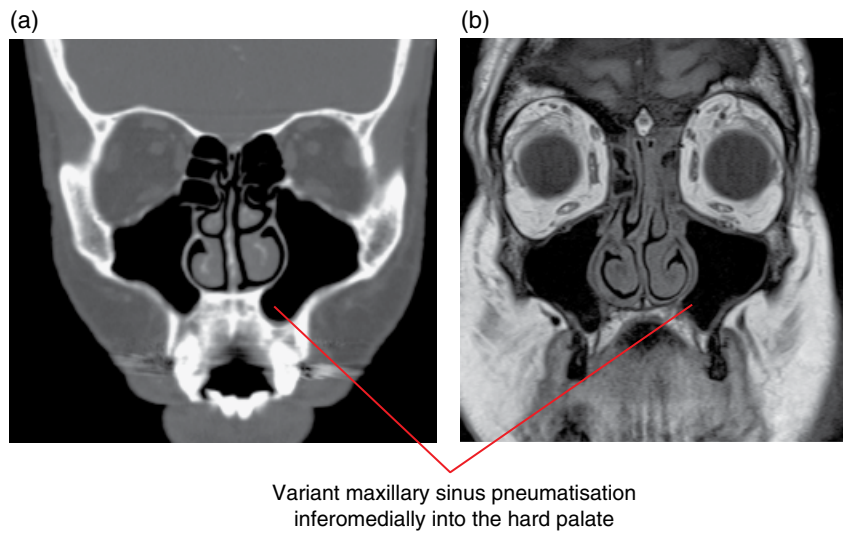 (a)
(b)
Variant maxillary sinus pneumatisation
inferomedially into the hard palate